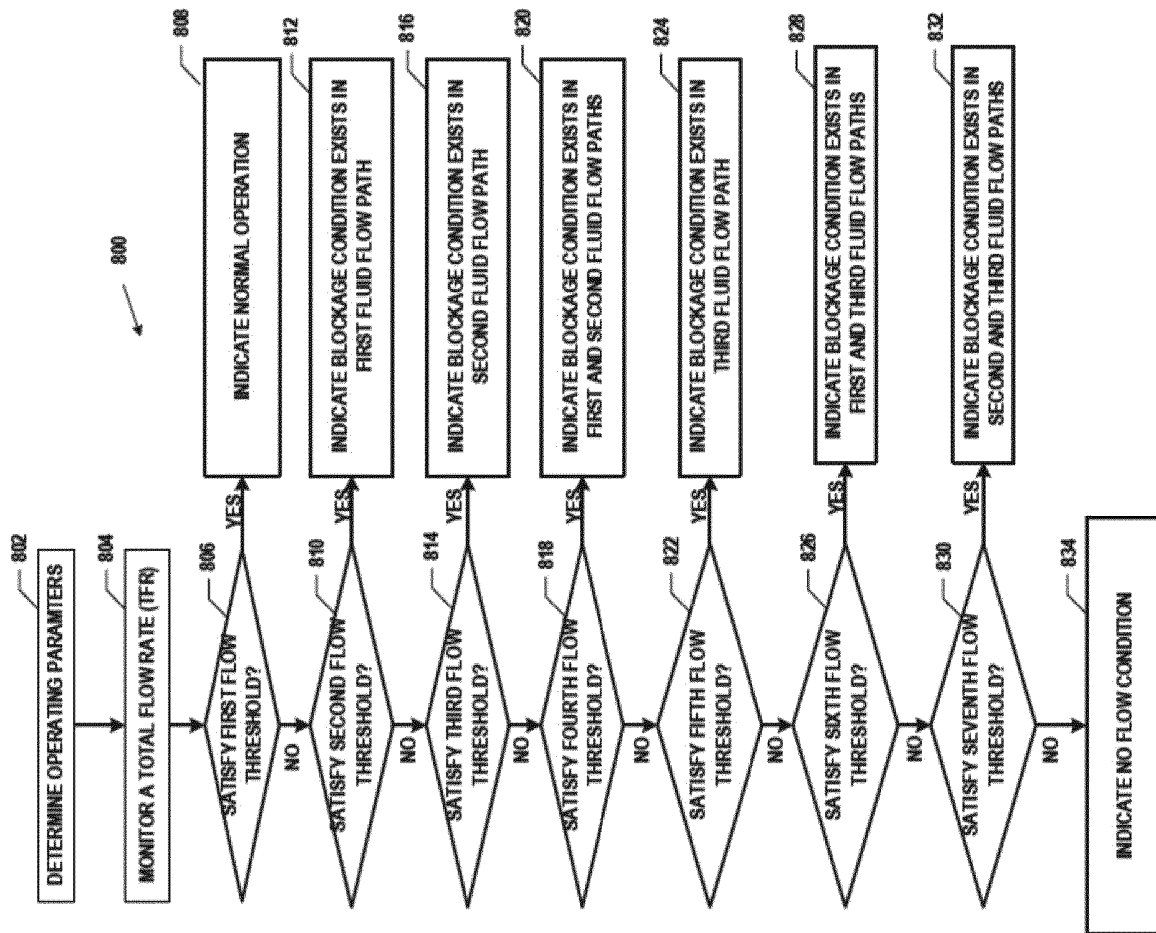 800
802
DETERMINE OPERATING PARAMTERS
804
MONITOR A TOTAL FLOW RATE (TFR)
806
SATISFY FIRST FLOW
THRESHOLD?
YES
808
INDICATE NORMAL OPERATION
NO
810
SATISFY SECOND FLOW
THRESHOLD?
YES
812
INDICATE BLOCKAGE CONDITION EXISTS IN
FIRST FLUID FLOW PATH
NO
814
SATISFY THIRD FLOW
THRESHOLD?
YES
816
INDICATE BLOCKAGE CONDITION EXISTS IN
SECOND FLUID FLOW PATH
NO
818
SATISFY FOURTH FLOW
THRESHOLD?
YES
820
INDICATE BLOCKAGE CONDITION EXISTS IN
FIRST AND SECOND FLUID FLOW PATHS
NO
822
SATISFY FIFTH FLOW
THRESHOLD?
YES
824
INDICATE BLOCKAGE CONDITION EXISTS IN
THIRD FLUID FLOW PATH
NO
826
SATISFY SIXTH FLOW
THRESHOLD?
YES
828
INDICATE BLOCKAGE CONDITION EXISTS IN
FIRST AND THIRD FLOW PATHS
NO
830
SATISFY SEVENTH FLOW
THRESHOLD?
YES
832
INDICATE BLOCKAGE CONDITION EXISTS IN
SECOND AND THIRD FLUID FLOW PATHS
NO
834
INDICATE NO FLOW CONDITION